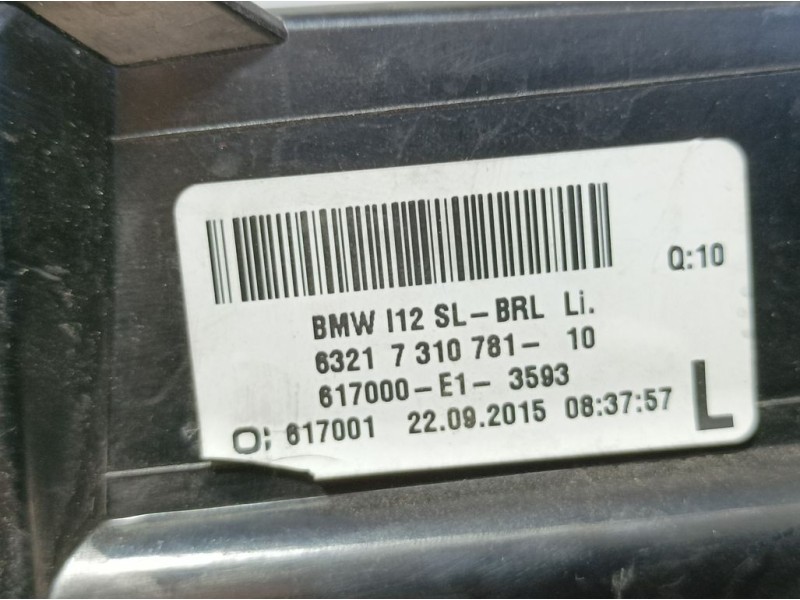 Q:10
BMW I12 SL-BRL Li.
6321 7 310 781- 10
617000-E1- 3593
O; 617001 22.09.2015 08:37:57
L